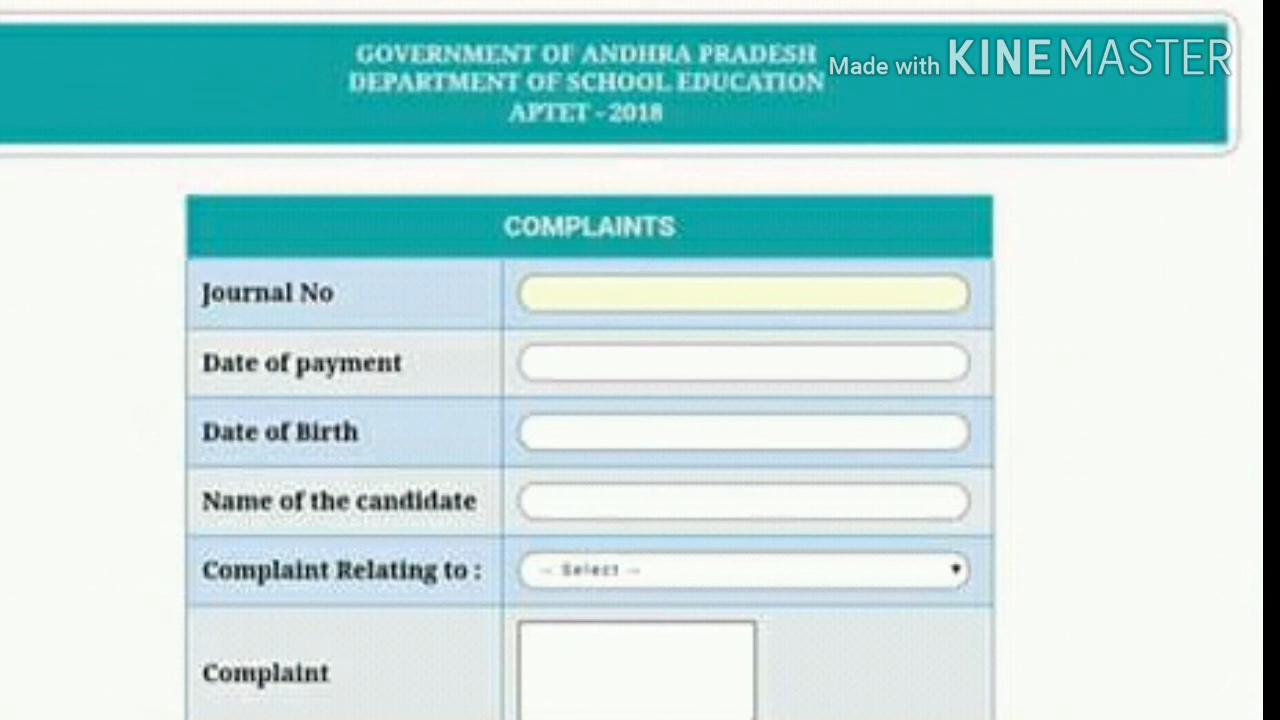 GOVERNMENT OF ANDHRA PRADESH
DEPARTMENT OF SCHOOL EDUCATION
APTET - 2018
Made with KINEMASTER
COMPLAINTS
Journal No
Date of payment
Date of Birth
Name of the candidate
Complaint Relating to :
-- Select --
Complaint